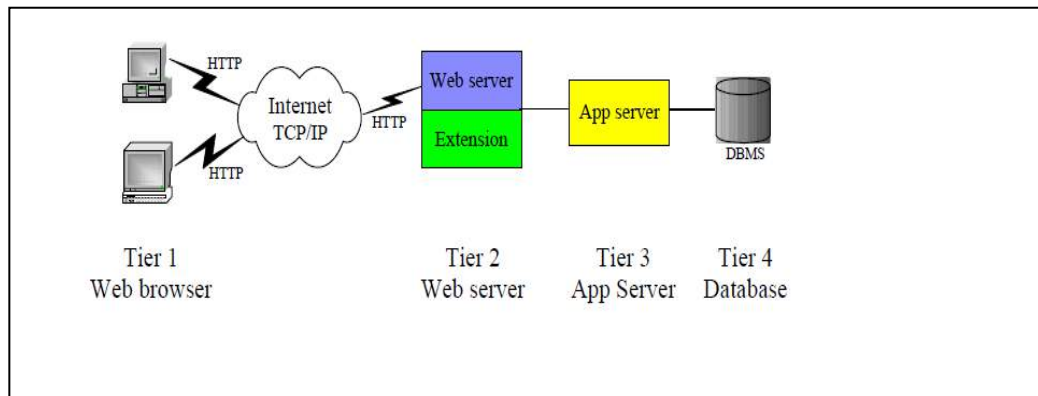 HTTP
Internet
TCP/IP
HTTP
HTTP
Web server
Extension
App server
DBMS
Tier 1
Web browser
Tier 2
Web server
Tier 3
App Server
Tier 4
Database